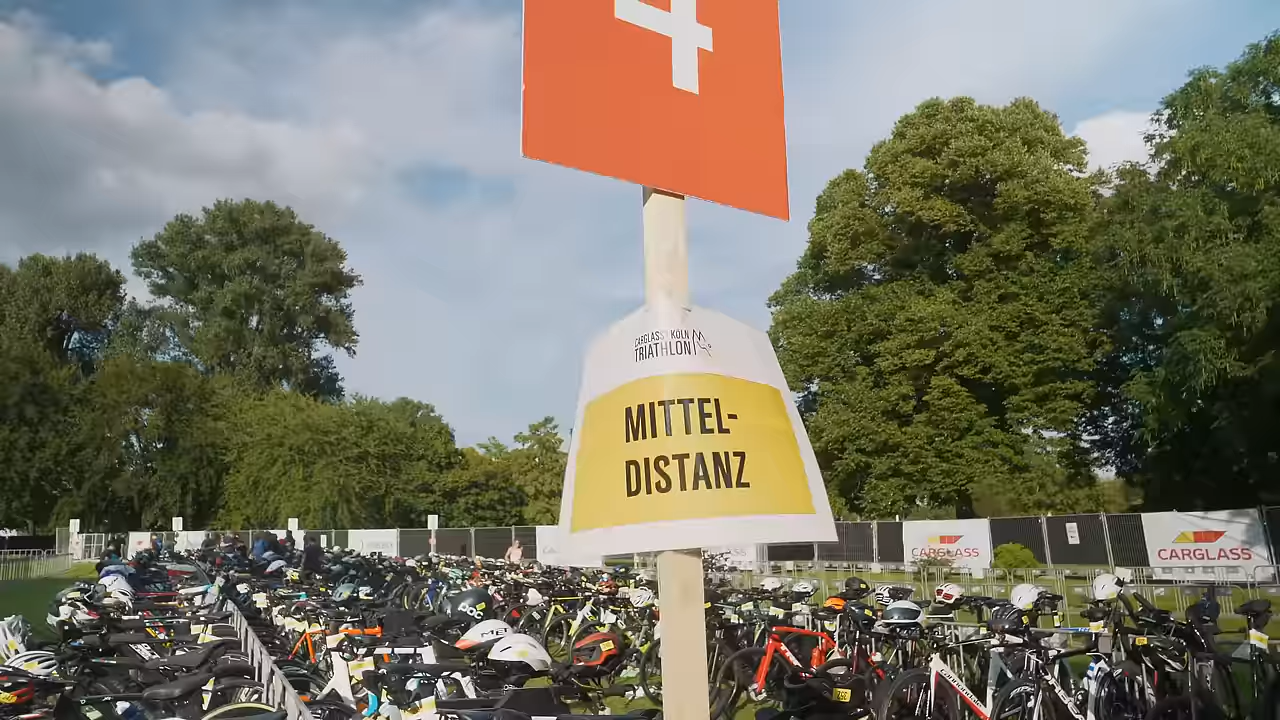 4
CARGLASS KÖLN
TRIATHLON
MITTEL-
DISTANZ
CARGLASS
CARGLASS